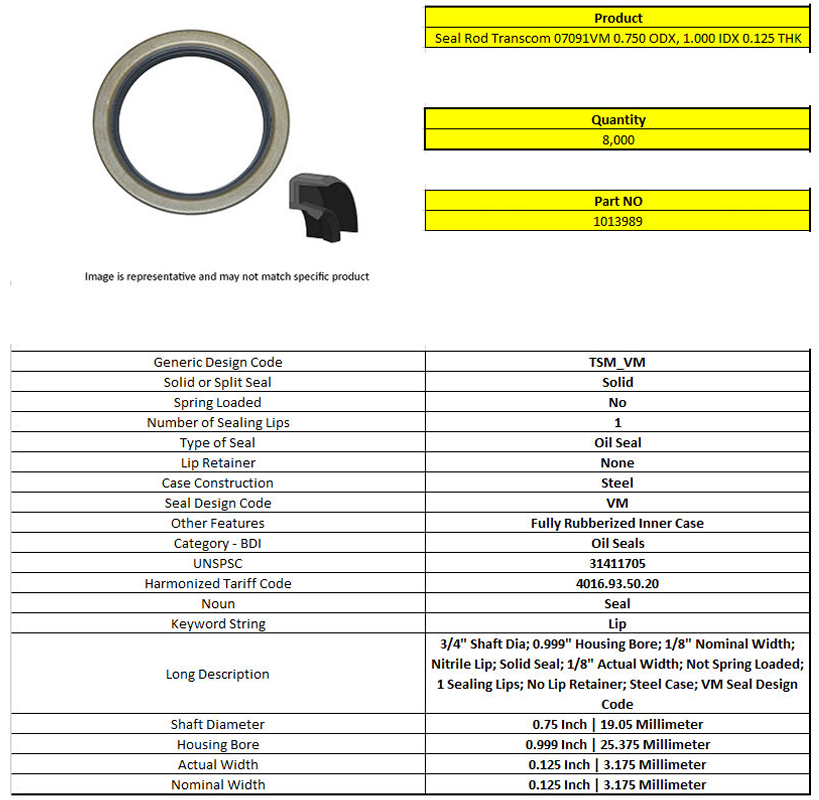 Product
Seal Rod Transcom 07091VM 0.750 ODX, 1.000 IDX 0.125 THK
Quantity
8,000
Part NO
1013989
Image is representative and may not match specific product
Generic Design Code TSM_VM
Solid or Split Seal Solid
Spring Loaded No
Number of Sealing Lips 1
Type of Seal Oil Seal
Lip Retainer None
Case Construction Steel
Seal Design Code VM
Other Features Fully Rubberized Inner Case
Category - BDI Oil Seals
UNSPSC 31411705
Harmonized Tariff Code 4016.93.50.20
Noun Seal
Keyword String Lip
Long Description
3/4" Shaft Dia; 0.999" Housing Bore; 1/8" Nominal Width;
Nitrile Lip; Solid Seal; 1/8" Actual Width; Not Spring Loaded;
1 Sealing Lips; No Lip Retainer; Steel Case; VM Seal Design
Code
Shaft Diameter 0.75 Inch | 19.05 Millimeter
Housing Bore 0.999 Inch | 25.375 Millimeter
Actual Width 0.125 Inch | 3.175 Millimeter
Nominal Width 0.125 Inch | 3.175 Millimeter